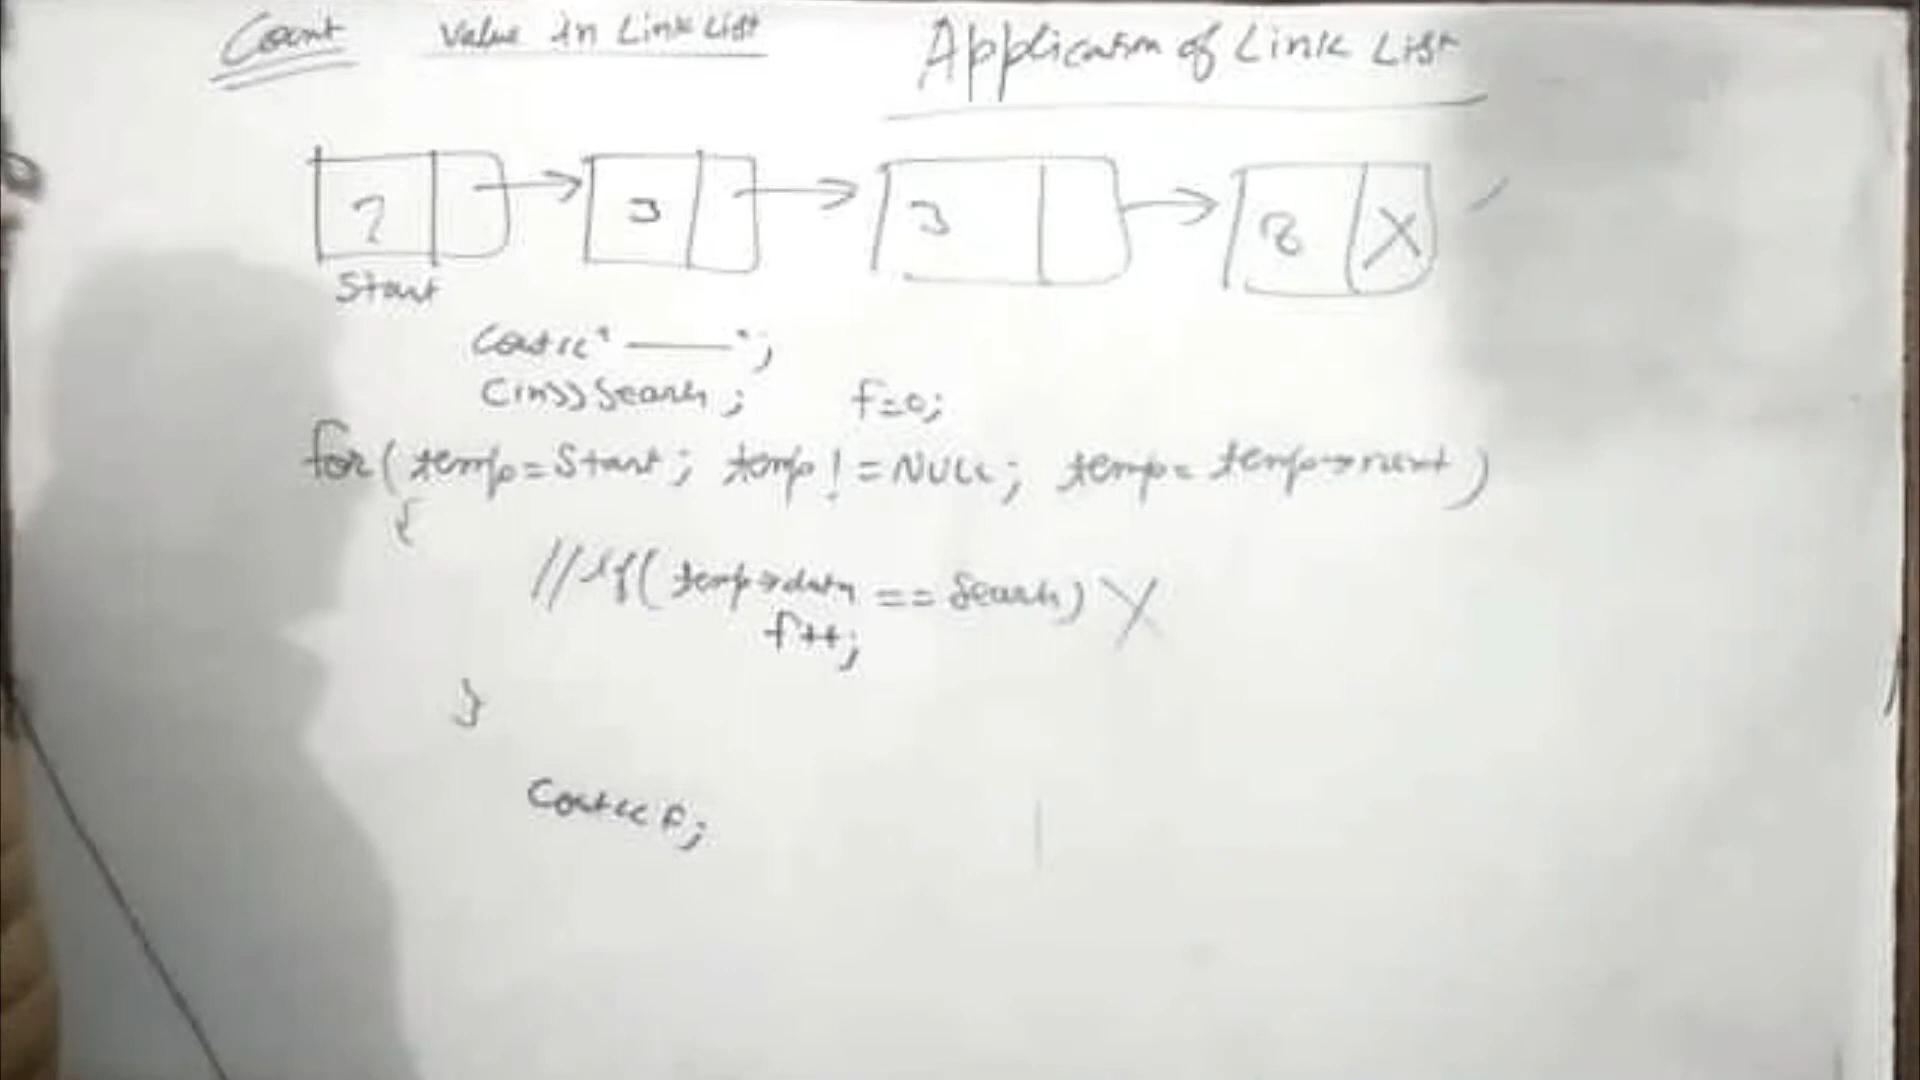 Count Value in Link List
Application of Link List
7 3 3 8 X
Start
Cout<<" ——— ";
Cin>>Search; f=0;
for(temp=Start; temp!=NULL; temp=temp→next)
{
//if(temp→data == Search) X
f++;
}
Cout<<f;